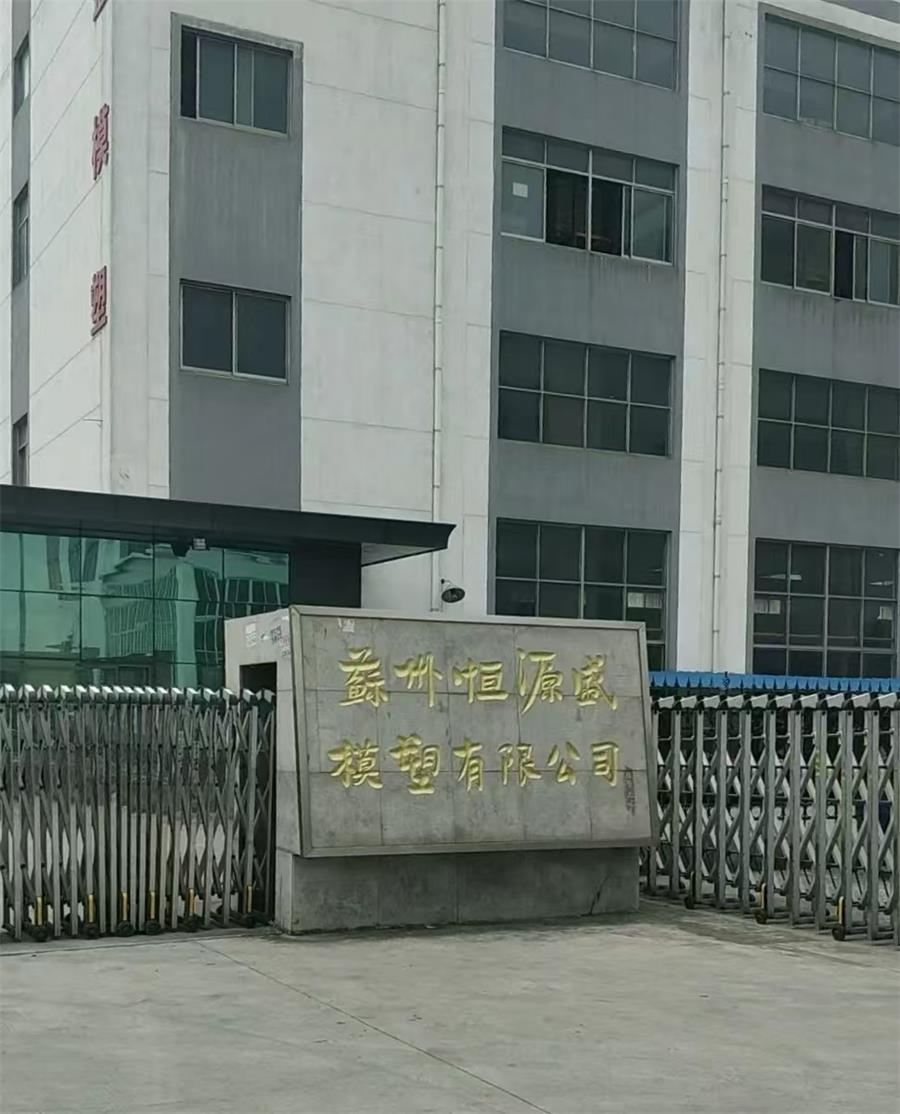 模
塑
蘇州恒源盛
模塑有限公司